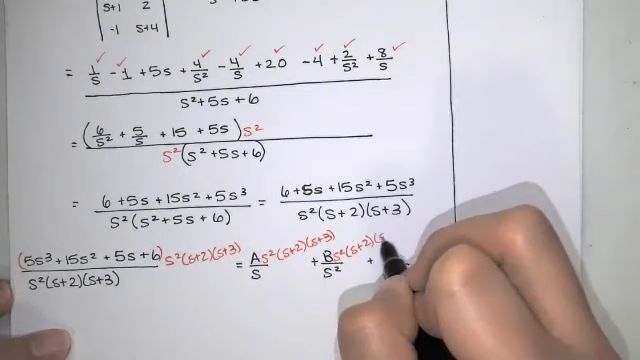 s+1 2
-1 s+4
= 1/s - 1 + 5s + 4/s² - 4/s + 20 - 4 + 2/s² + 8/s
s² + 5s + 6
= (6/s² + 5/s + 15 + 5s) s²
s² (s² + 5s + 6)
= 6 + 5s + 15s² + 5s³ / s²(s² + 5s + 6) = 6 + 5s + 15s² + 5s³ / s²(s+2)(s+3)
(5s³ + 15s² + 5s + 6) s²(s+2)(s+3) / s²(s+2)(s+3) = A s²(s+2)(s+3) / s + B s²(s+2)(s / s² +